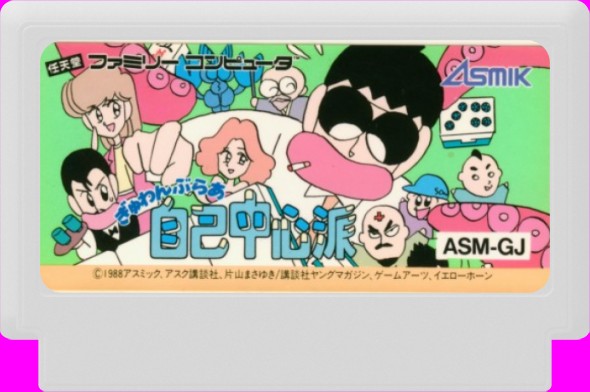 任天堂 ファミリーコンピュータ
ASMIK
ぎゅわんぶらあ
自己中心派
ASM-GJ
©1988アスミック、アスク講談社、片山まさゆき/講談社ヤングマガジン、ゲームアーツ、イエローホーン